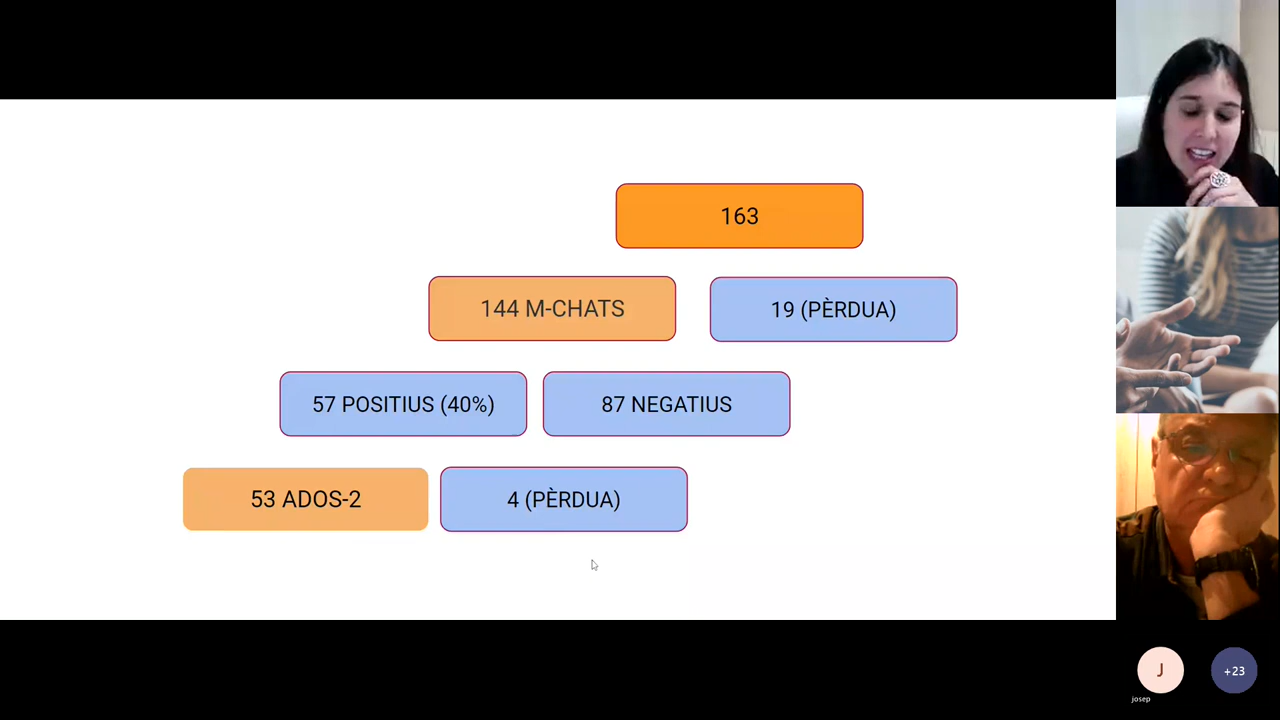 163
144 M-CHATS
19 (PÈRDUA)
57 POSITIUS (40%)
87 NEGATIUS
53 ADOS-2
4 (PÈRDUA)
J
+23
josep